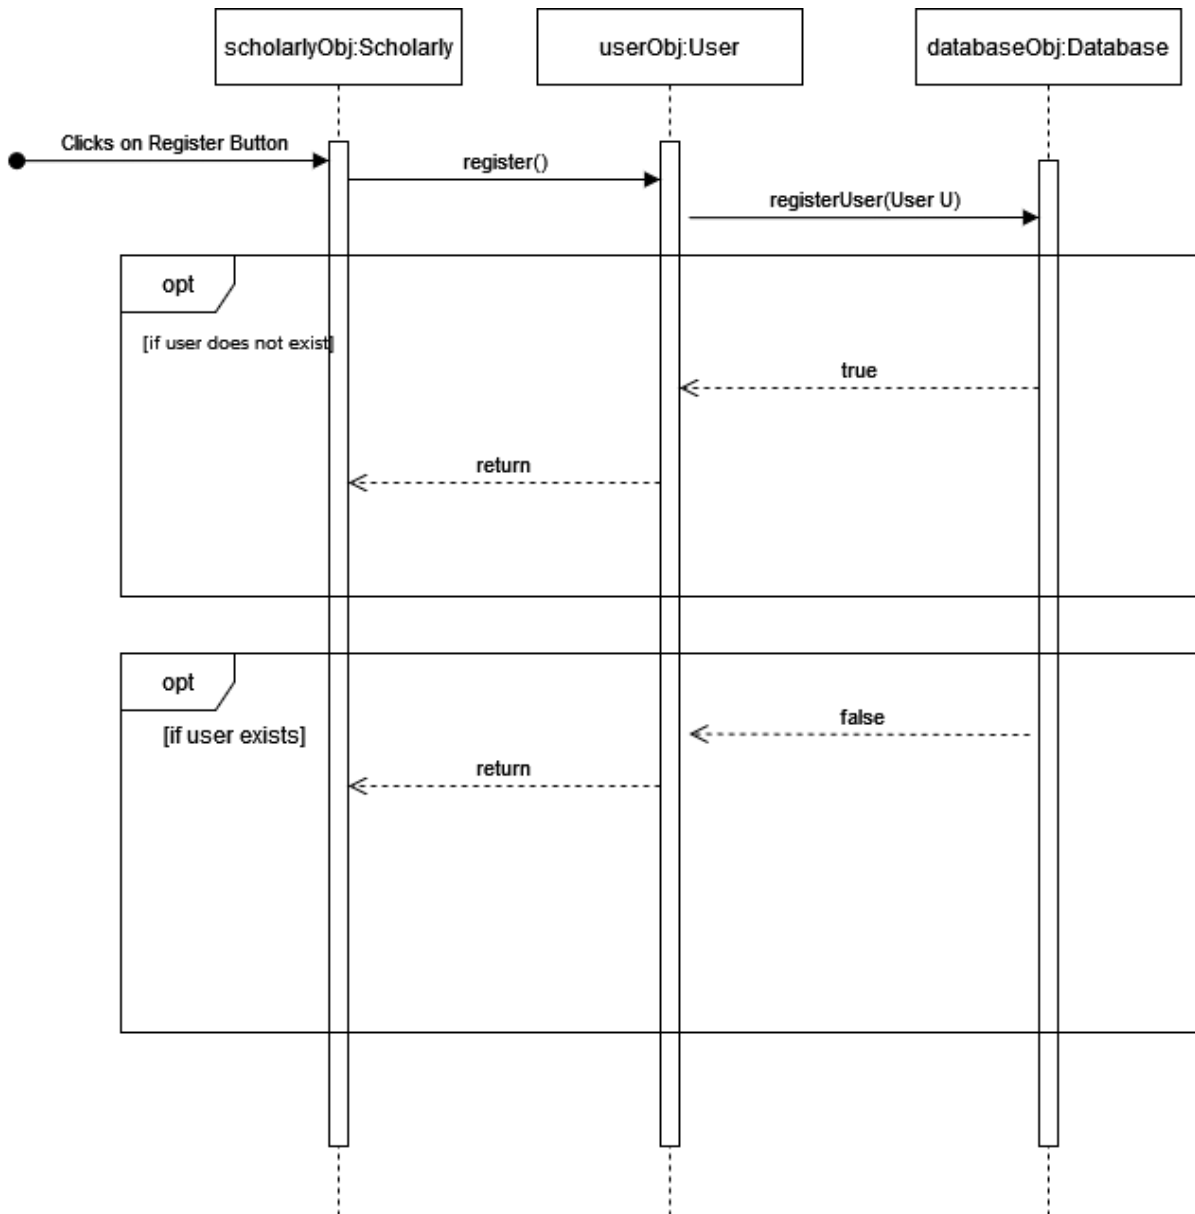 scholarlyObj:Scholarly
userObj:User
databaseObj:Database
Clicks on Register Button
register()
registerUser(User U)
opt
[if user does not exist]
true
return
opt
[if user exists]
false
return